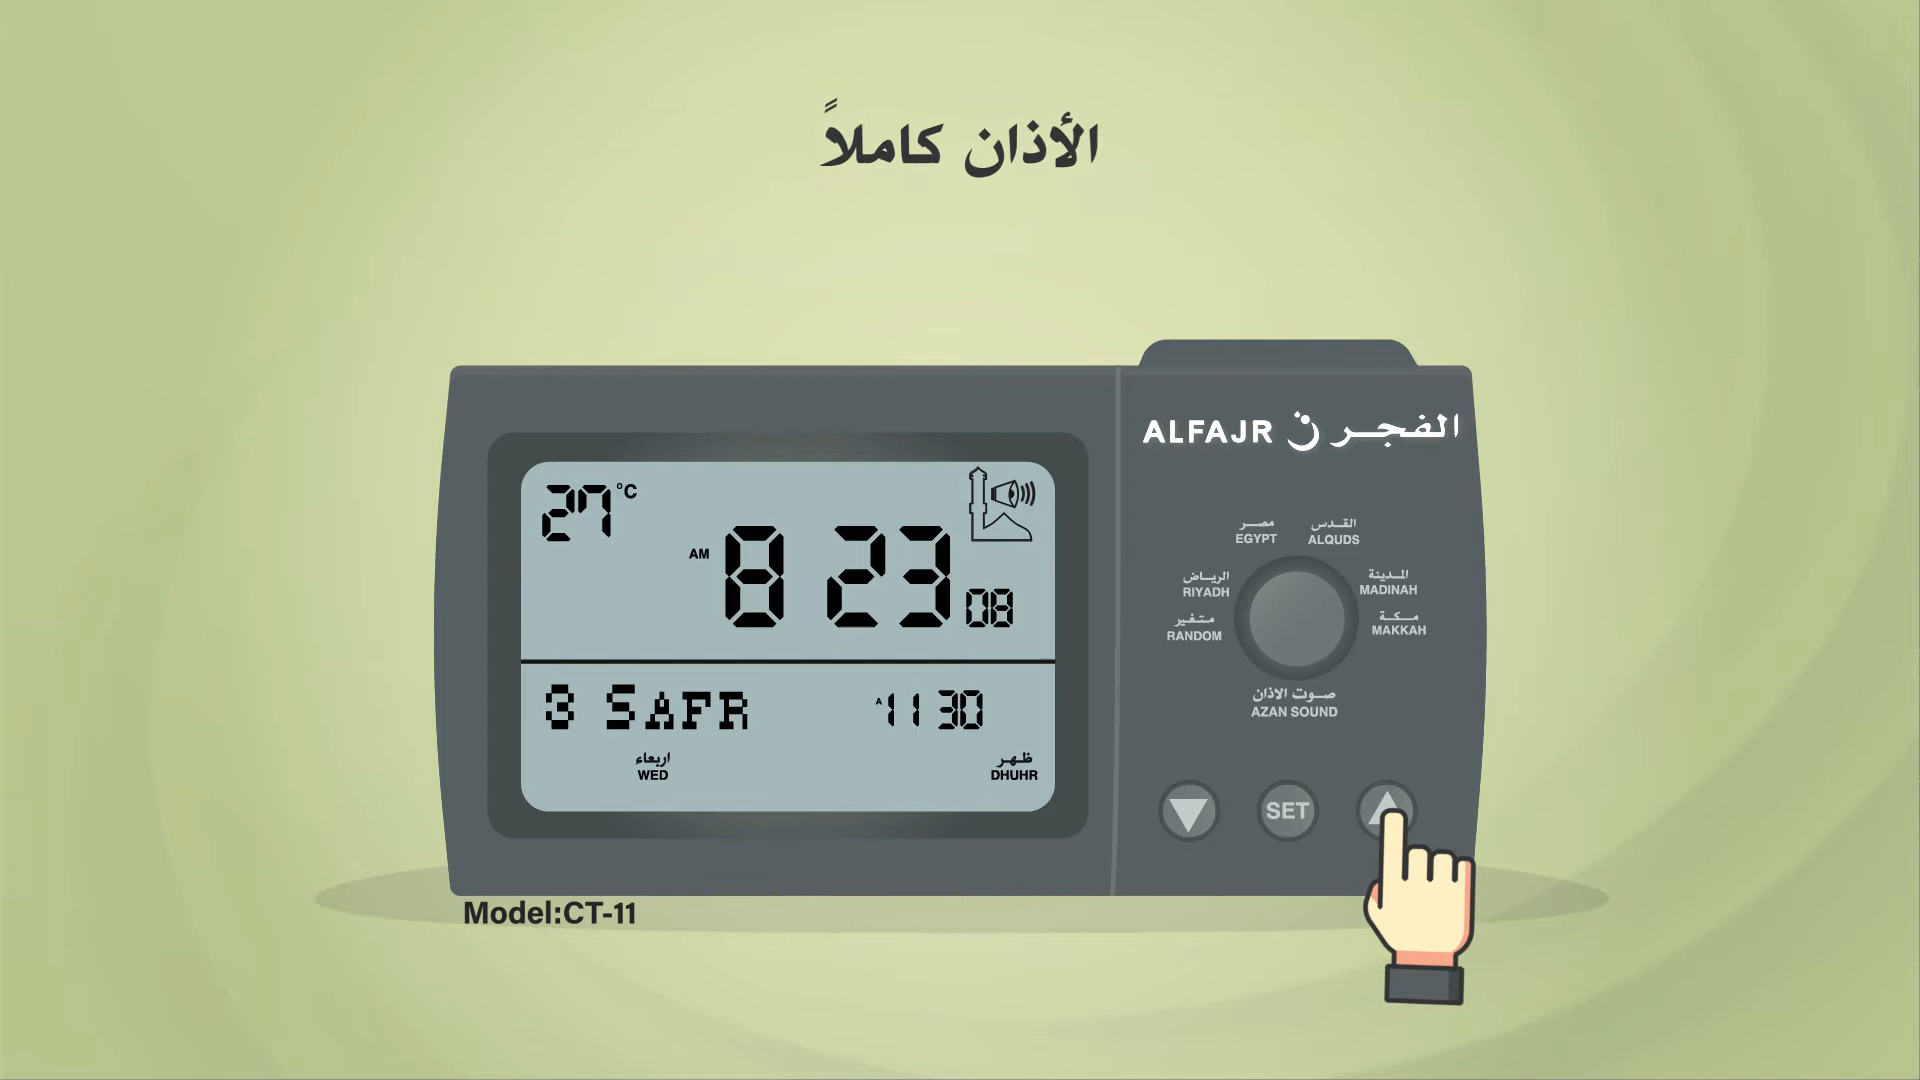 الأذان كاملاً
ALFAJR الفجر
27 °C
AM 8 23 08
3 SAFR
A 11 30
اربعاء
WED
ظهر
DHUHR
مصر
EGYPT
القدس
ALQUDS
الرياض
RIYADH
المدينة
MADINAH
متغير
RANDOM
مكة
MAKKAH
صوت الاذان
AZAN SOUND
SET
Model:CT-11